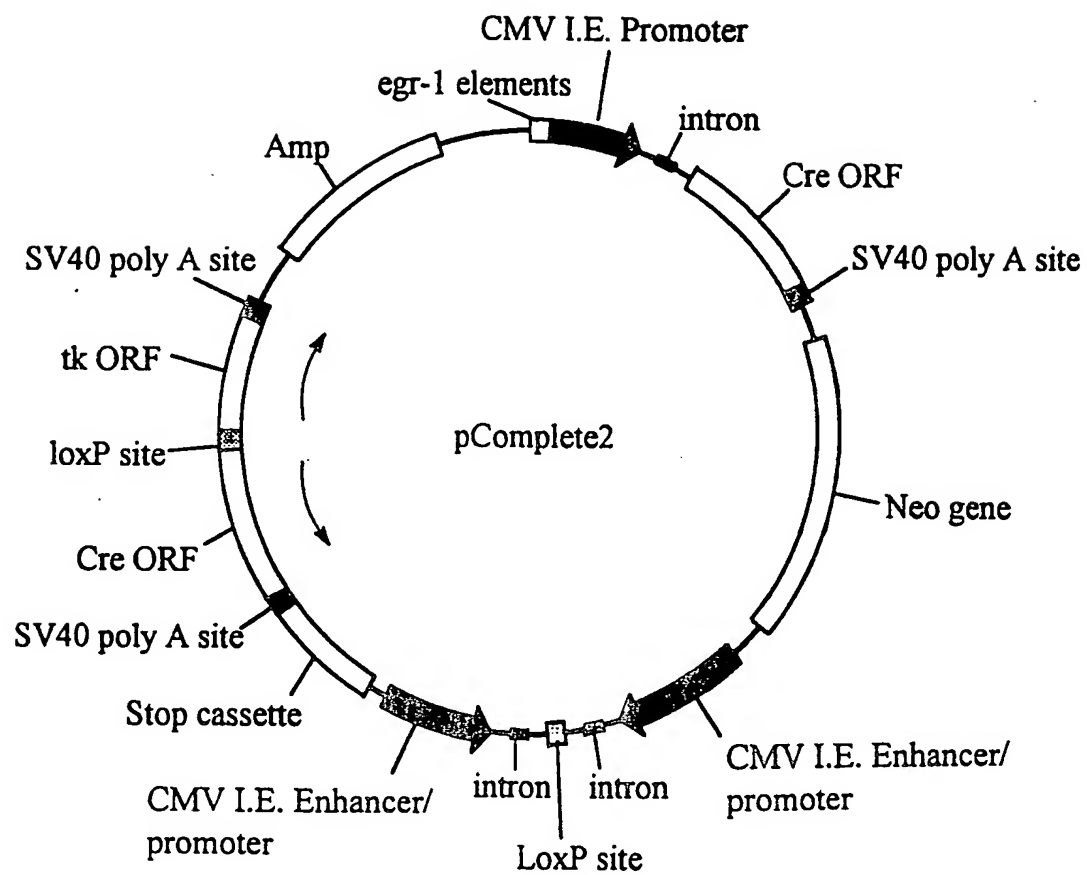 CMV I.E. Promoter
egr-1 elements
intron
Amp
Cre ORF
SV40 poly A site
SV40 poly A site
tk ORF
pComplete2
loxP site
Neo gene
Cre ORF
SV40 poly A site
Stop cassette
CMV I.E. Enhancer/
promoter
intron
intron
CMV I.E. Enhancer/
promoter
LoxP site